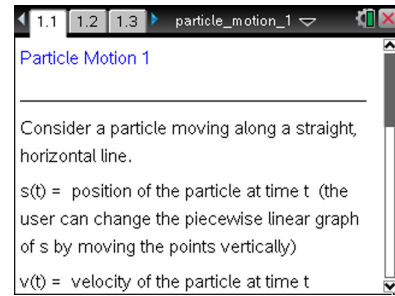 1.1 1.2 1.3 particle_motion_1
Particle Motion 1
Consider a particle moving along a straight,
horizontal line.
s(t) = position of the particle at time t (the
user can change the piecewise linear graph
of s by moving the points vertically)
v(t) = velocity of the particle at time t